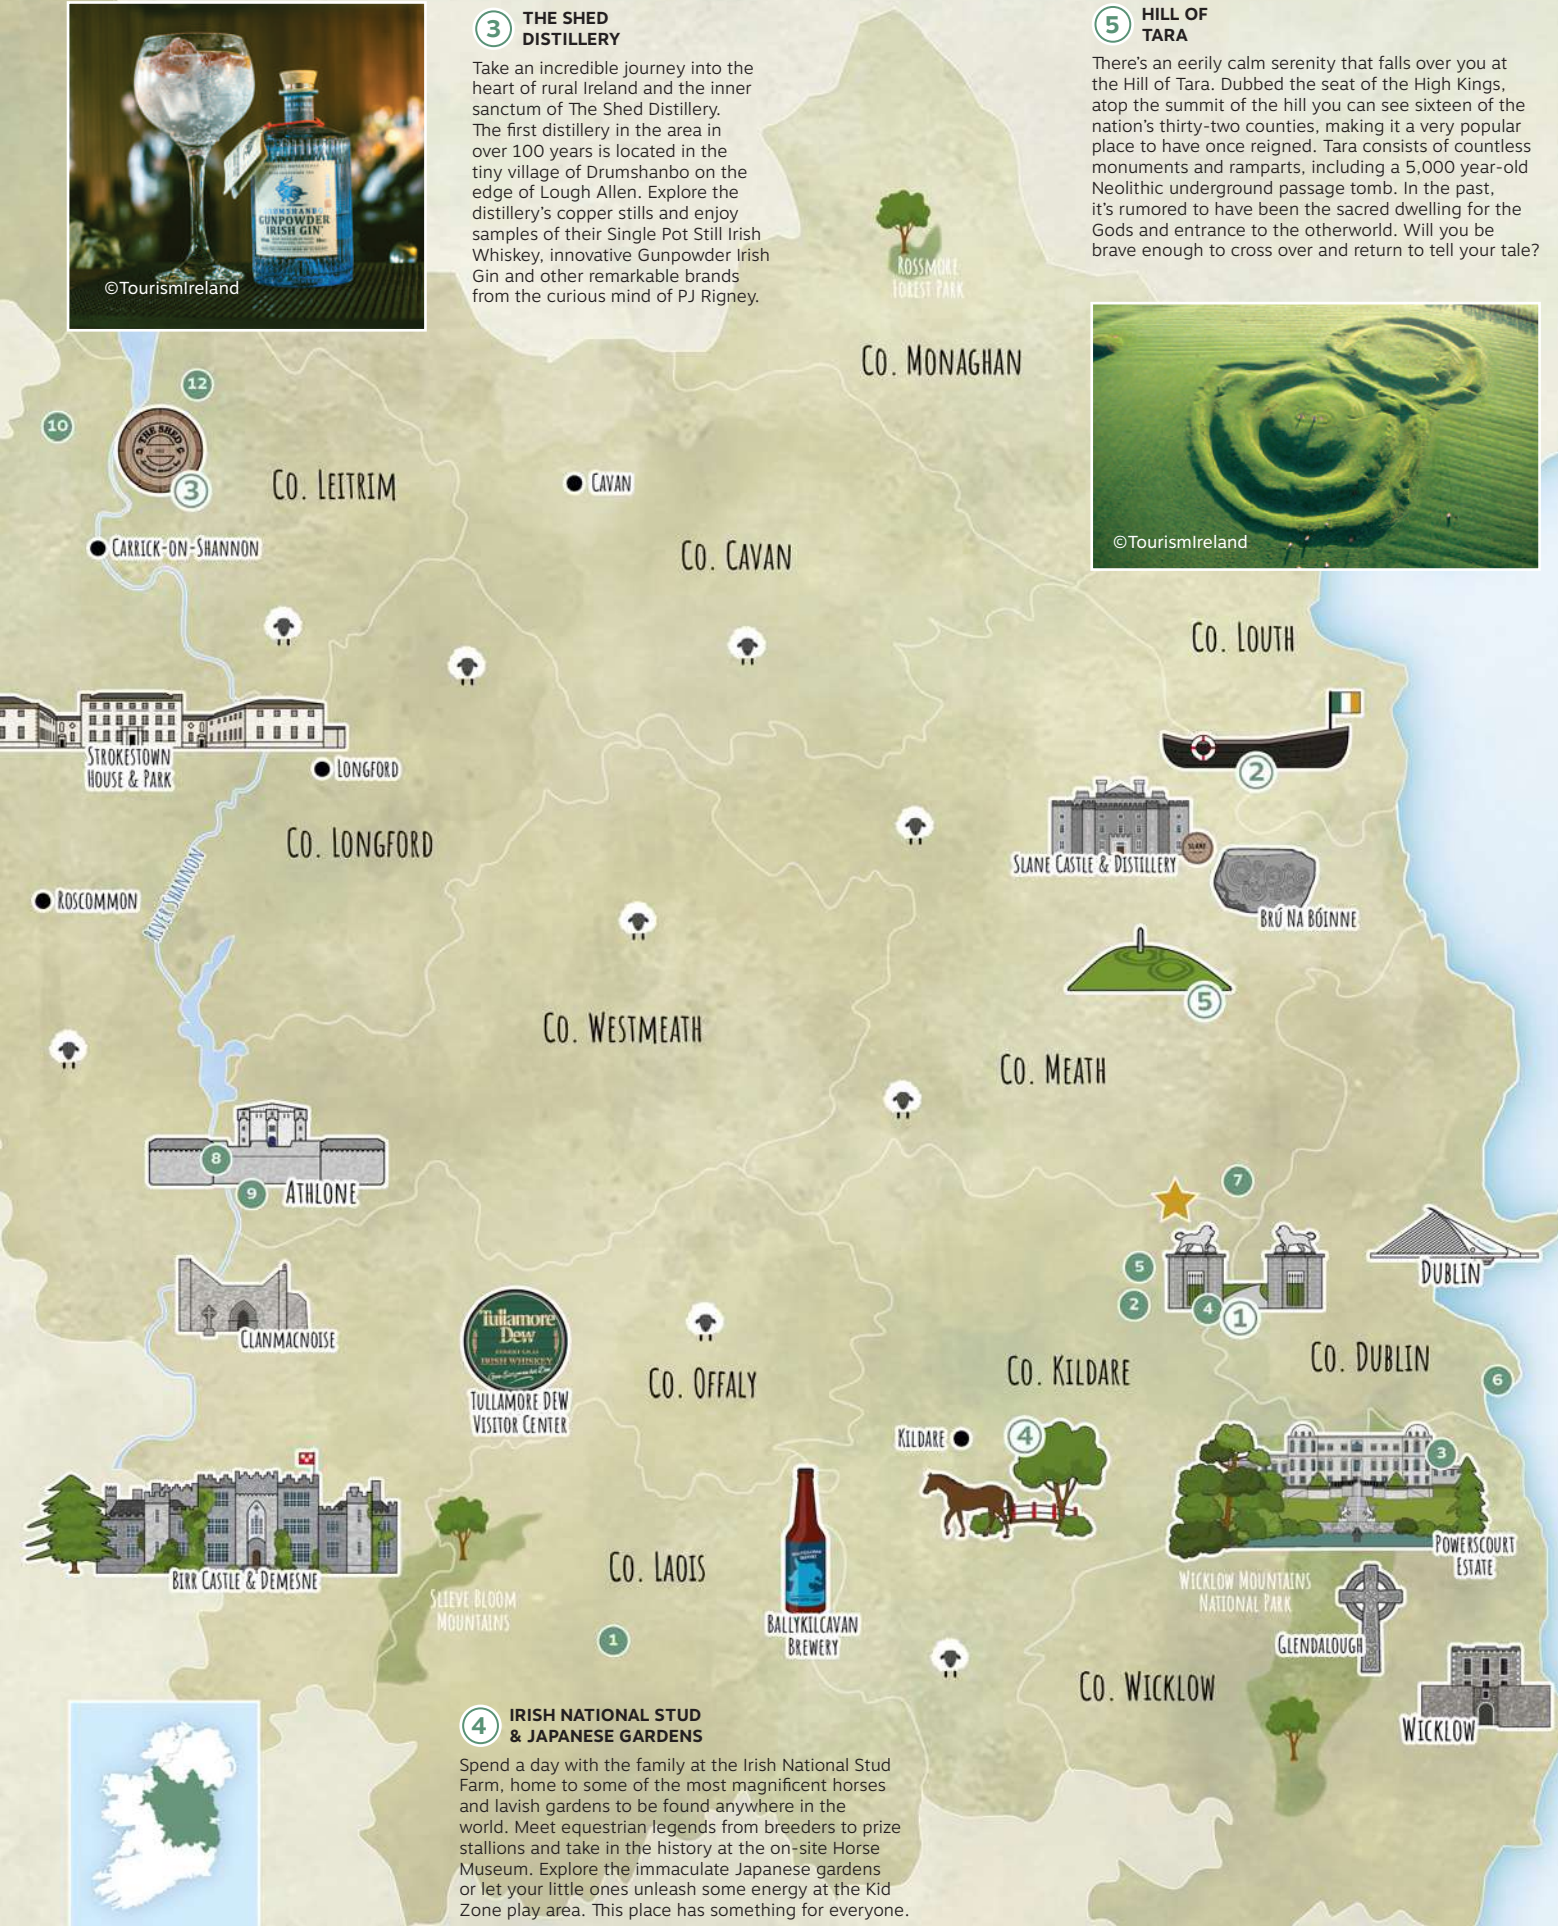 3
THE SHED
DISTILLERY
Take an incredible journey into the
heart of rural Ireland and the inner
sanctum of The Shed Distillery.
The first distillery in the area in
over 100 years is located in the
tiny village of Drumshanbo on the
edge of Lough Allen. Explore the
distillery's copper stills and enjoy
samples of their Single Pot Still Irish
Whiskey, innovative Gunpowder Irish
Gin and other remarkable brands
from the curious mind of PJ Rigney.
5
HILL OF
TARA
There's an eerily calm serenity that falls over you at
the Hill of Tara. Dubbed the seat of the High Kings,
atop the summit of the hill you can see sixteen of the
nation's thirty-two counties, making it a very popular
place to have once reigned. Tara consists of countless
monuments and ramparts, including a 5,000 year-old
Neolithic underground passage tomb. In the past,
it's rumored to have been the sacred dwelling for the
Gods and entrance to the otherworld. Will you be
brave enough to cross over and return to tell your tale?
GUNPOWDER
IRISH GIN
©TourismIreland
©TourismIreland
ROSSMORE
FOREST PARK
CO. MONAGHAN
12
10
THE SHED
3
CO. LEITRIM
CAVAN
CARRICK-ON-SHANNON
CO. CAVAN
CO. LOUTH
STROKESTOWN
HOUSE & PARK
LONGFORD
2
CO. LONGFORD
SLANE
SLANE CASTLE & DISTILLERY
ROSCOMMON
RIVER SHANNON
BRÚ NA BÓINNE
5
CO. WESTMEATH
CO. MEATH
8
9
ATHLONE
7
5
2
4
1
DUBLIN
CLANMACNOISE
Tullamore
Dew
IRISH WHISKEY
TULLAMORE DEW
VISITOR CENTER
CO. OFFALY
CO. KILDARE
CO. DUBLIN
6
KILDARE
4
3
BIRR CASTLE & DEMESNE
SLIEVE BLOOM
MOUNTAINS
CO. LAOIS
1
BALLYKILCAVAN
BREWERY
POWERSCOURT
ESTATE
WICKLOW MOUNTAINS
NATIONAL PARK
GLENDALOUGH
CO. WICKLOW
WICKLOW
4
IRISH NATIONAL STUD
& JAPANESE GARDENS
Spend a day with the family at the Irish National Stud
Farm, home to some of the most magnificent horses
and lavish gardens to be found anywhere in the
world. Meet equestrian legends from breeders to prize
stallions and take in the history at the on-site Horse
Museum. Explore the immaculate Japanese gardens
or let your little ones unleash some energy at the Kid
Zone play area. This place has something for everyone.